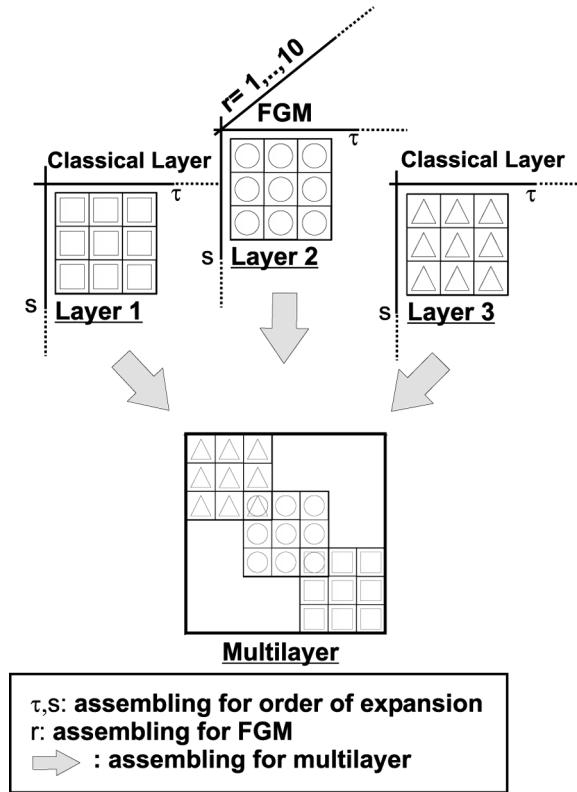 r= 1,..,10
FGM
τ
s
Layer 2
Classical Layer
τ
s
Layer 1
Classical Layer
τ
s
Layer 3
Multilayer
τ,s: assembling for order of expansion
r: assembling for FGM
: assembling for multilayer